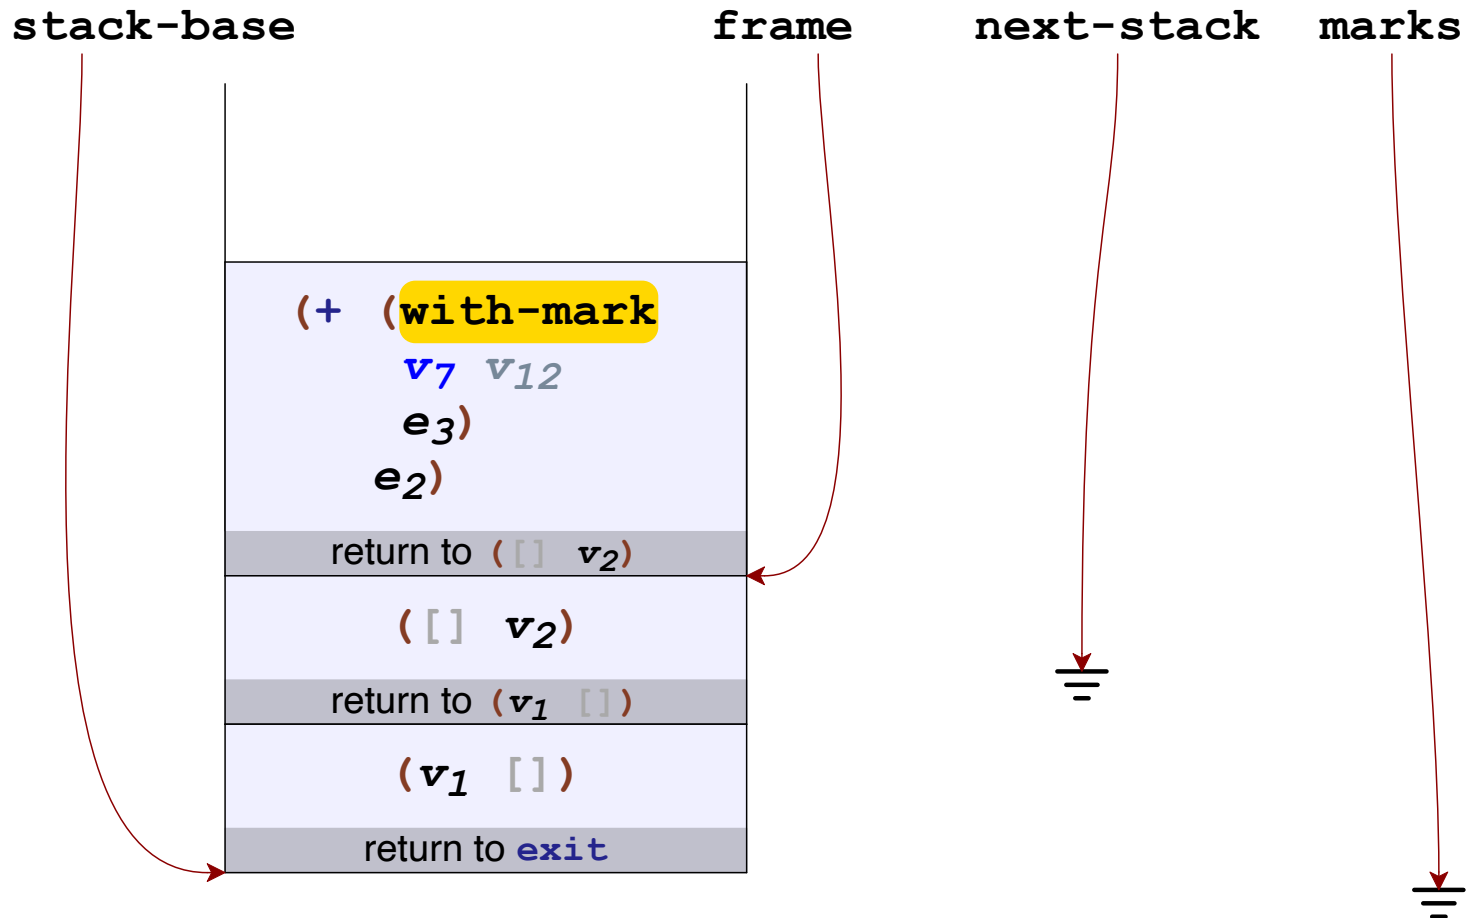 stack-base frame next-stack marks
(+ (with-mark
v7 v12
e3)
e2)
return to ([] v2)
([] v2)
return to (v1 [])
(v1 [])
return to exit